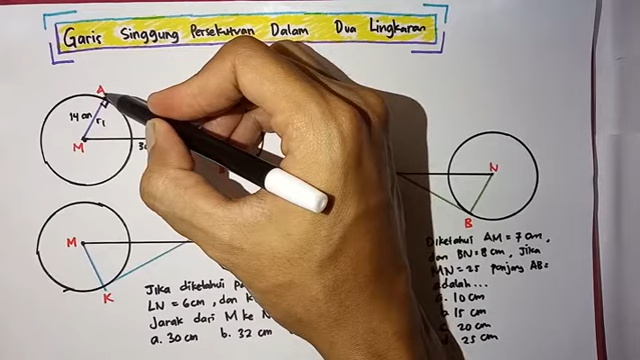 Garis Singgung Persekutuan Dalam Dua Lingkaran
A
14 cm
r1
M
N
B
M
K
Diketahui AM = 7 cm,
dan BN = 8 cm, Jika
MN = 25 panjang AB =
adalah ...
10 cm
15 cm
20 cm
25 cm
Jika diketahui
LN = 6 cm, dan
Jarak dari M ke
a. 30 cm b. 32 cm